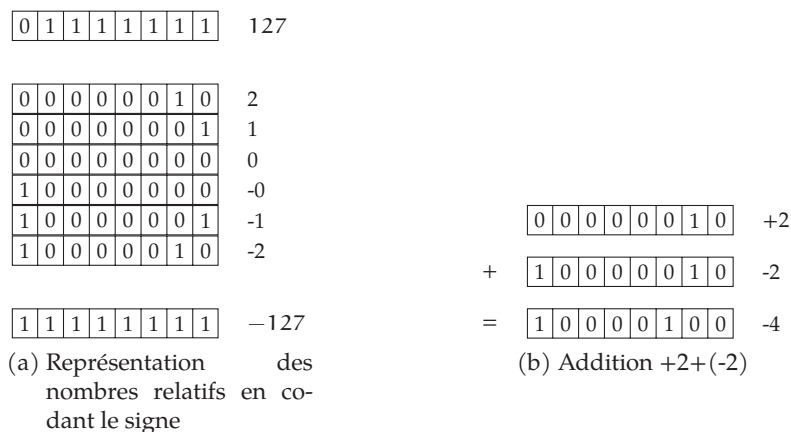 0 1 1 1 1 1 1 1 127
0 0 0 0 0 0 1 0 2
0 0 0 0 0 0 0 1 1
0 0 0 0 0 0 0 0 0
1 0 0 0 0 0 0 0 -0
1 0 0 0 0 0 0 1 -1
1 0 0 0 0 0 1 0 -2
1 1 1 1 1 1 1 1 −127
(a) Représentation des
nombres relatifs en co-
dant le signe
0 0 0 0 0 0 1 0 +2
+ 1 0 0 0 0 0 1 0 -2
= 1 0 0 0 0 1 0 0 -4
(b) Addition +2+(-2)